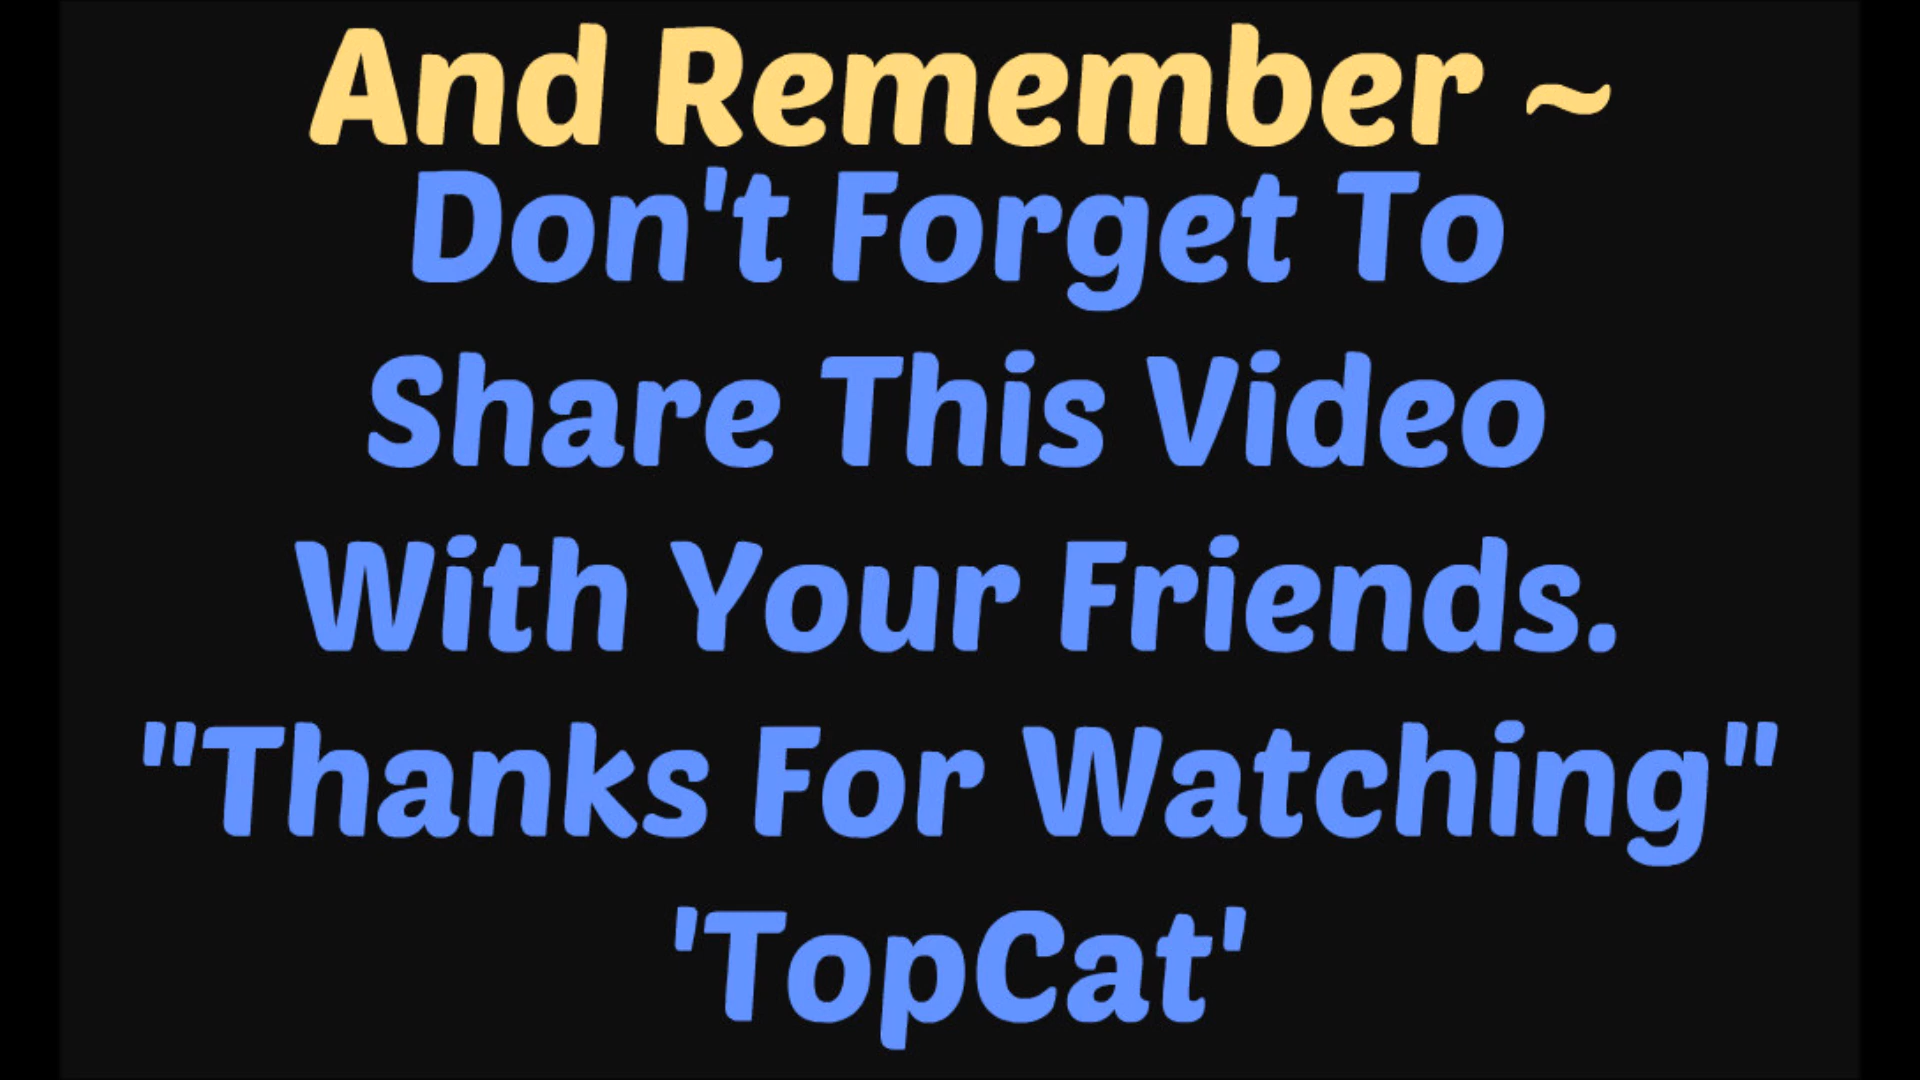 And Remember ~
Don't Forget To
Share This Video
With Your Friends.
"Thanks For Watching"
'TopCat'